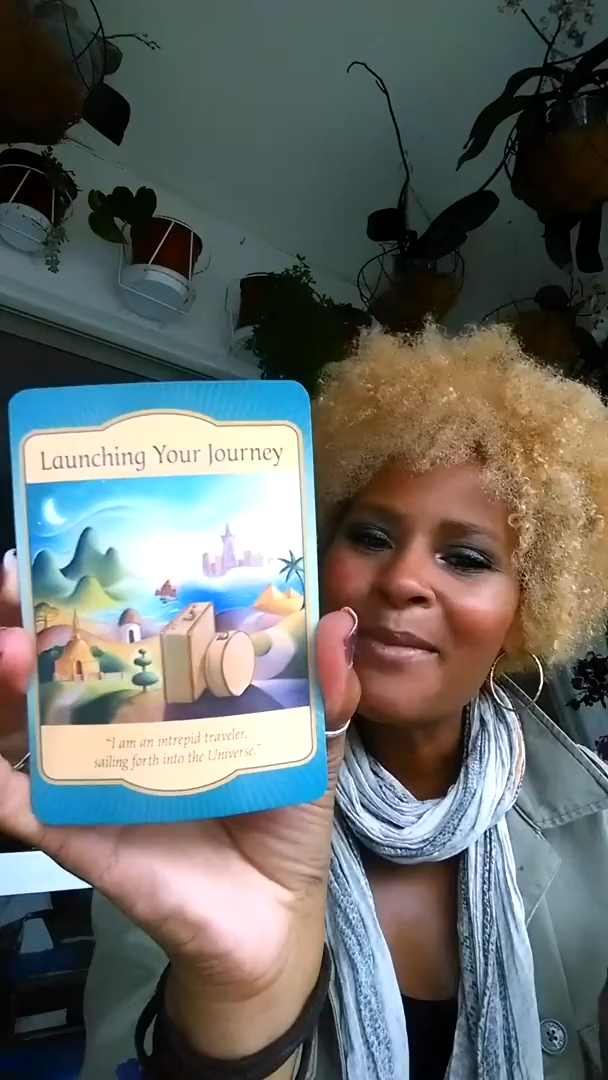 Launching Your Journey
"I am an intrepid traveler,
sailing forth into the Universe."